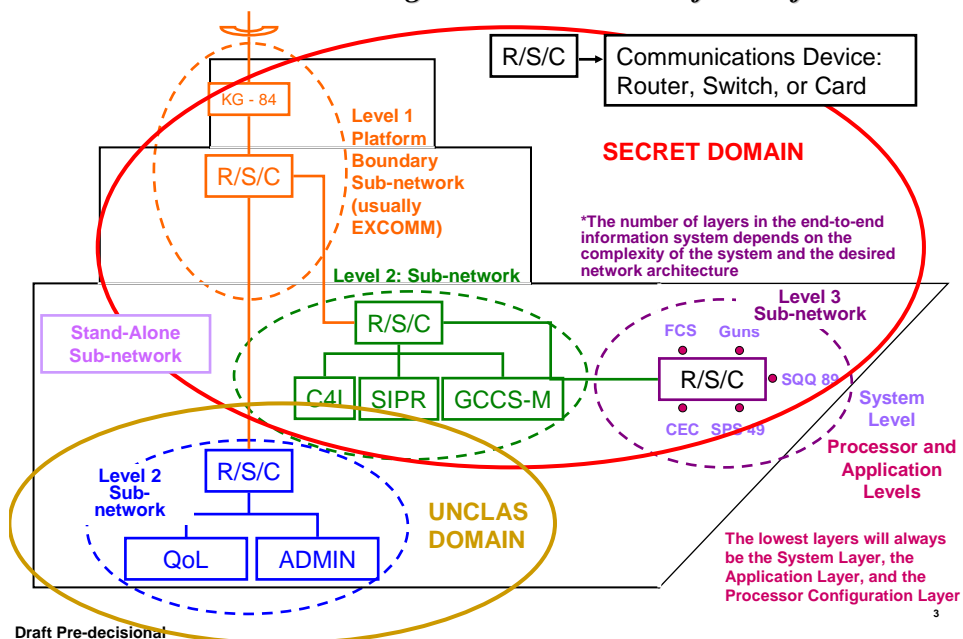 R/S/C
Communications Device:
Router, Switch, or Card
KG - 84
Level 1
Platform
Boundary
Sub-network
(usually
EXCOMM)
SECRET DOMAIN
R/S/C
*The number of layers in the end-to-end
information system depends on the
complexity of the system and the desired
network architecture
Level 2: Sub-network
Level 3
Sub-network
Stand-Alone
Sub-network
R/S/C
FCS
Guns
R/S/C
SQQ 89
C4I
SIPR
GCCS-M
System
Level
CEC
SPS 49
Processor and
Application
Levels
R/S/C
Level 2
Sub-
network
UNCLAS
DOMAIN
QoL
ADMIN
The lowest layers will always
be the System Layer, the
Application Layer, and the
Processor Configuration Layer
3
Draft Pre-decisional